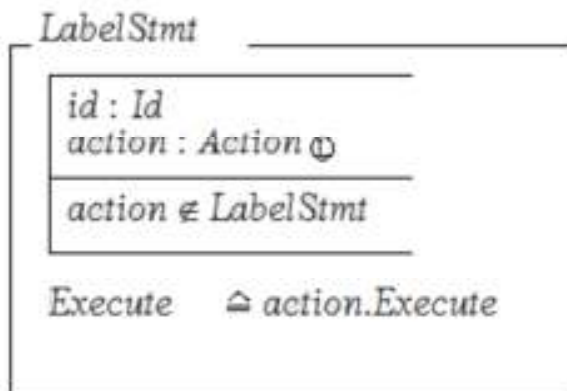 LabelStmt
id : Id
action : Action Ⓛ
action ∉ LabelStmt
Execute ≙ action.Execute